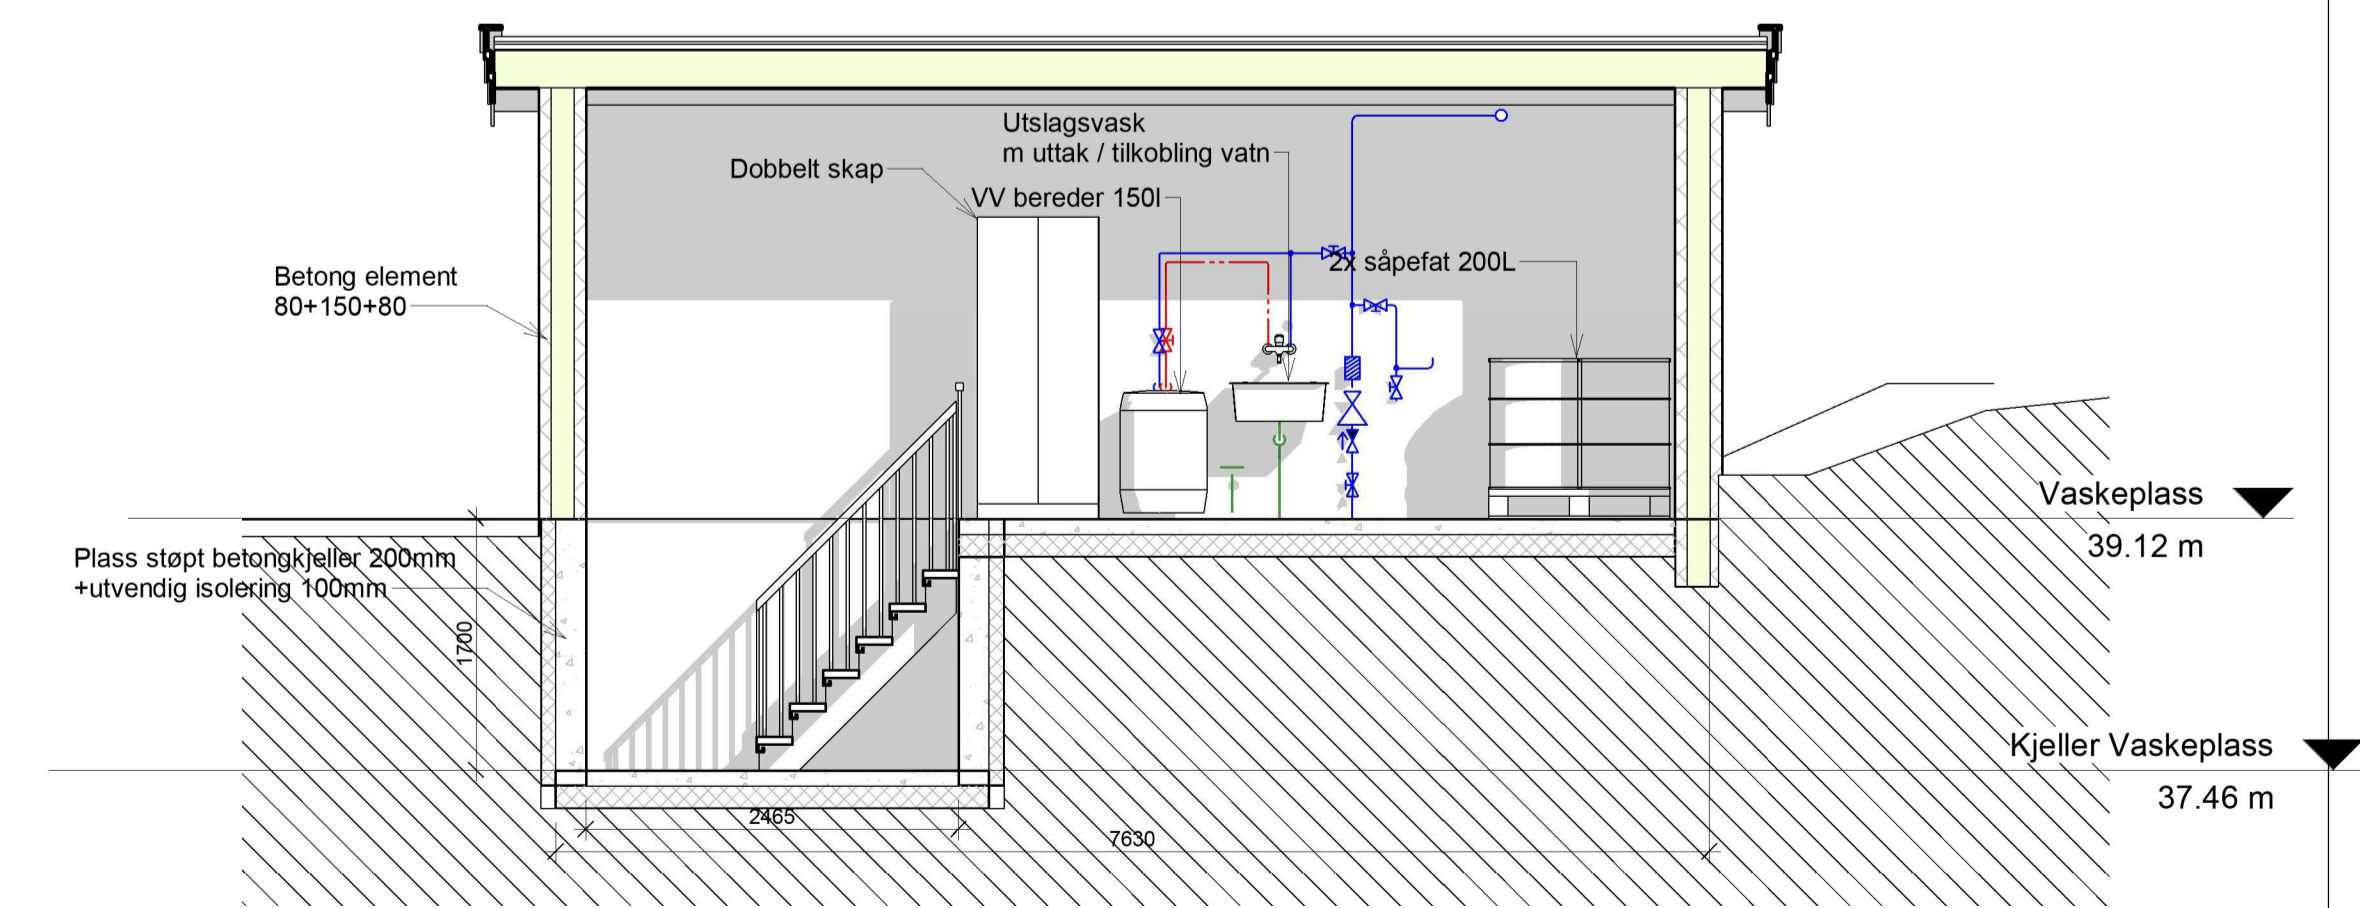 Utslagsvask
m uttak / tilkobling vatn
Dobbelt skap
VV bereder 150l
2x såpefat 200L
Betong element
80+150+80
Vaskeplass
39.12 m
Plass støpt betongkjeller 200mm
+utvendig isolering 100mm
1700
Kjeller Vaskeplass
37.46 m
2465
7630